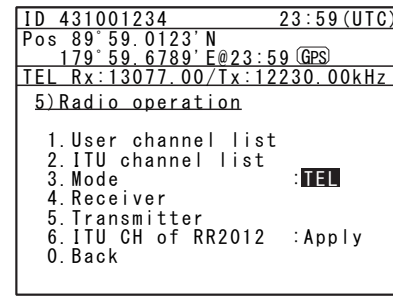 ID 431001234 23:59(UTC)
Pos 89°59.0123'N
179°59.6789'E@23:59 GPS
TEL Rx:13077.00/Tx:12230.00kHz
5)Radio operation
1.User channel list
2.ITU channel list
3.Mode :TEL
4.Receiver
5.Transmitter
6.ITU CH of RR2012 :Apply
0.Back